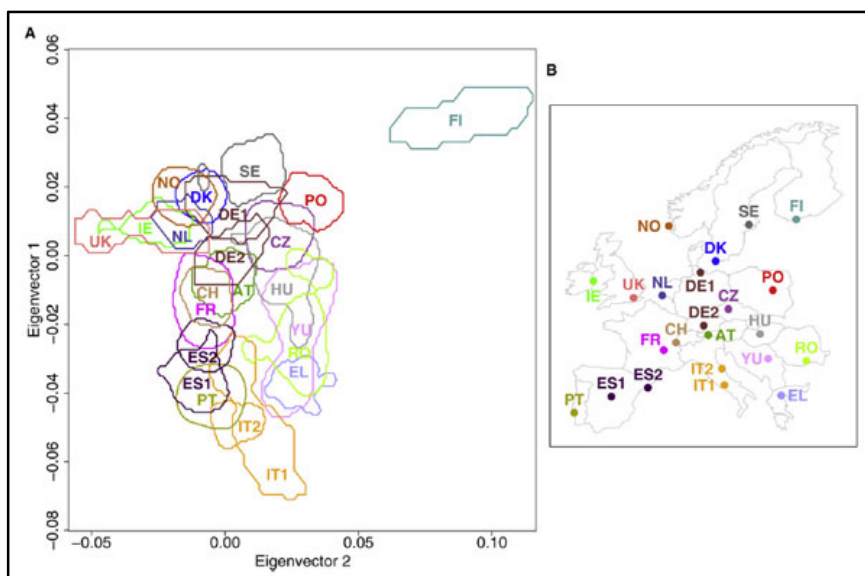 A
0.06
0.04
0.02
0.00
−0.02
−0.04
−0.06
−0.08
Eigenvector 1
FI
SE
NO
DK
PO
DE1
IE
NL
UK
CZ
DE2
CH
AT
HU
FR
YU
ES2
RO
EL
ES1
PT
IT2
IT1
−0.05
0.00
0.05
0.10
Eigenvector 2
B
FI
SE
NO
DK
DE1
PO
IE
UK
NL
CZ
DE2
HU
CH
AT
FR
YU
RO
IT2
IT1
ES1
ES2
EL
PT